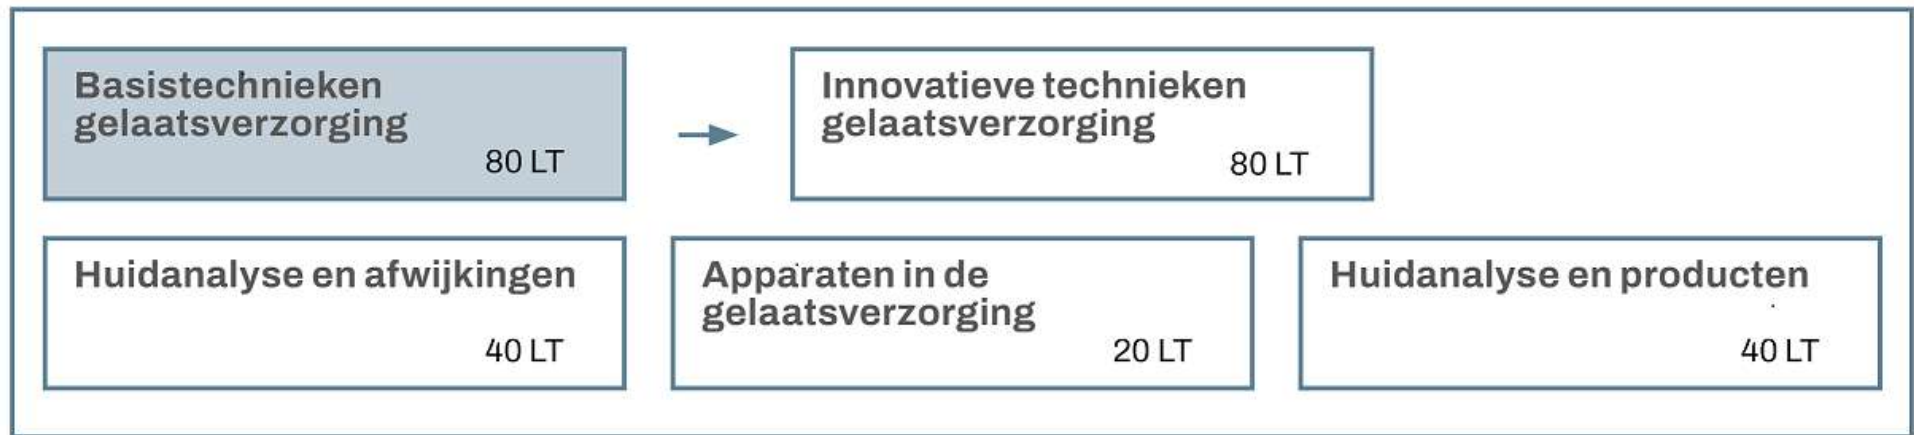 Basistechnieken
gelaatsverzorging
80 LT
Innovatieve technieken
gelaatsverzorging
80 LT
Huidanalyse en afwijkingen
40 LT
Apparaten in de
gelaatsverzorging
20 LT
Huidanalyse en producten
40 LT